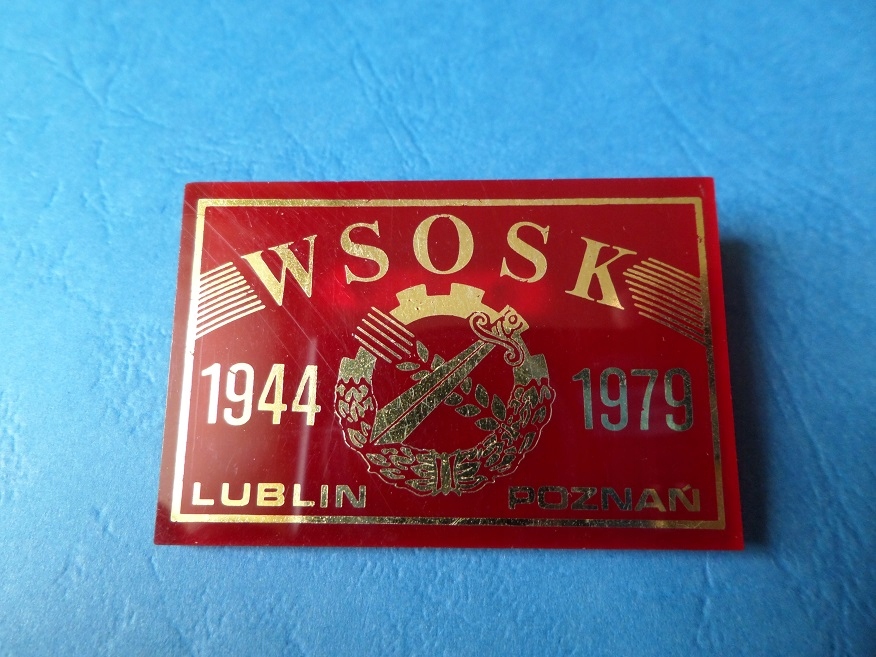 WSOSK
1944 1979
LUBLIN POZNAŃ